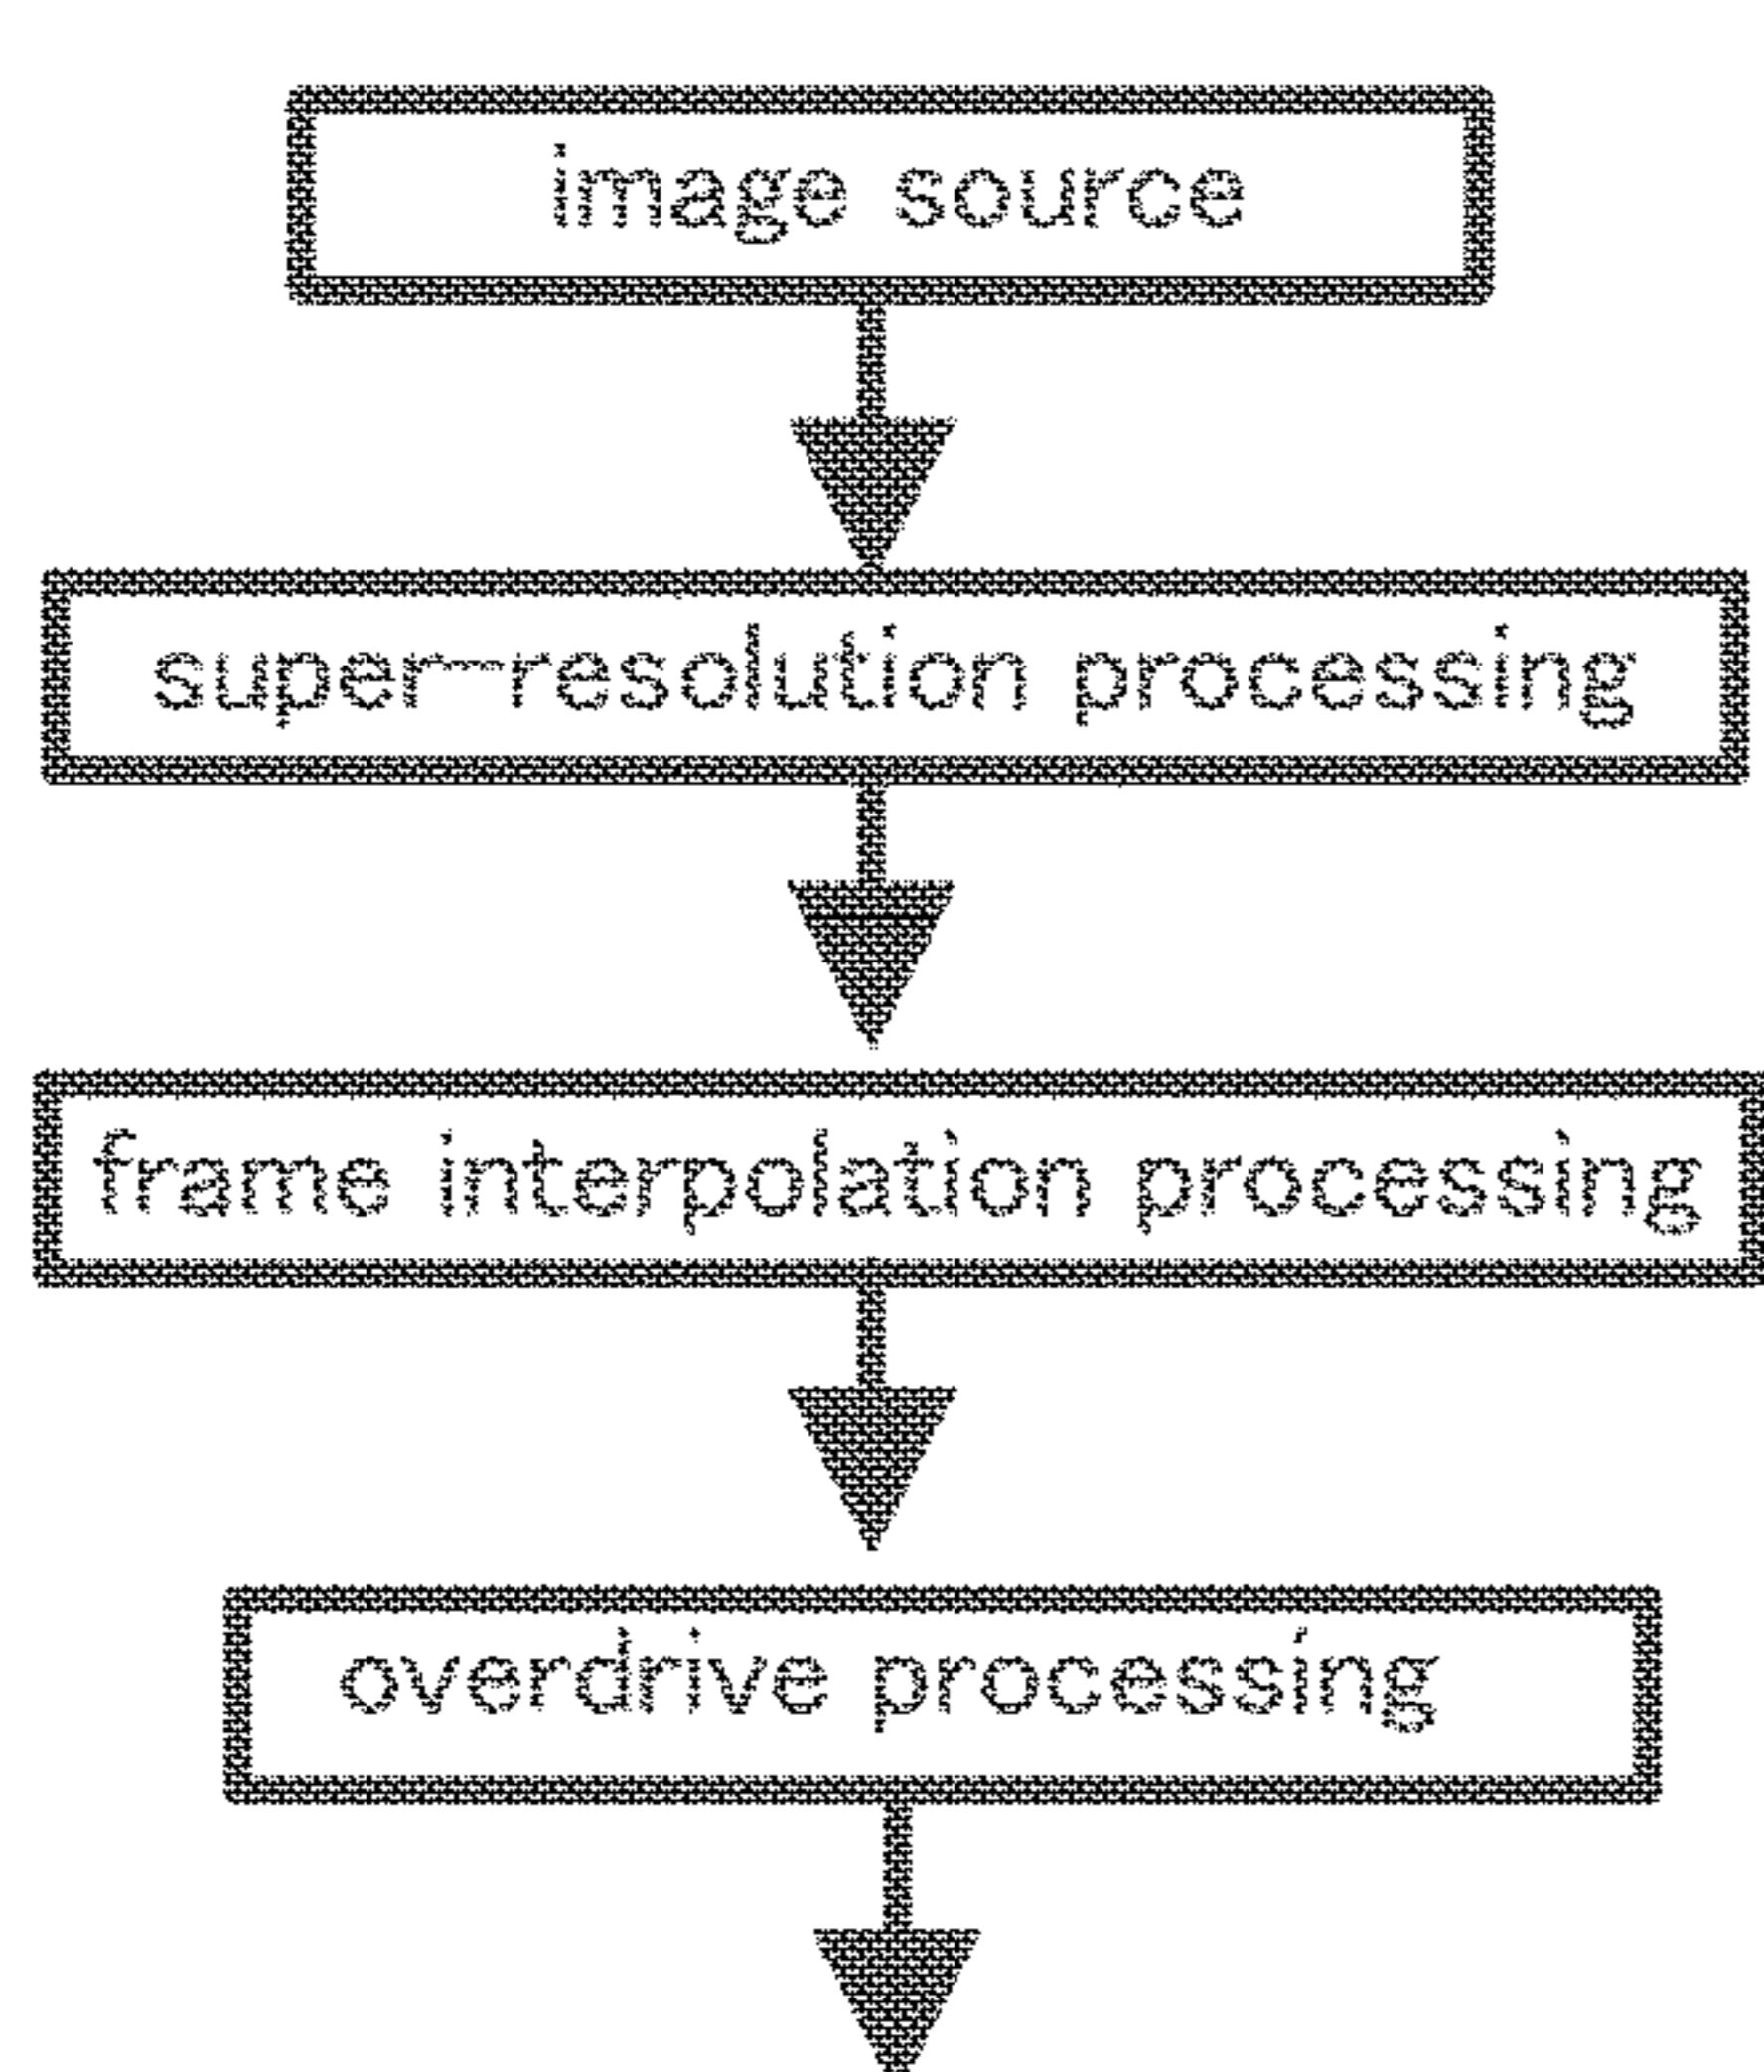 image source
super-resolution processing
frame interpolation processing
overdrive processing